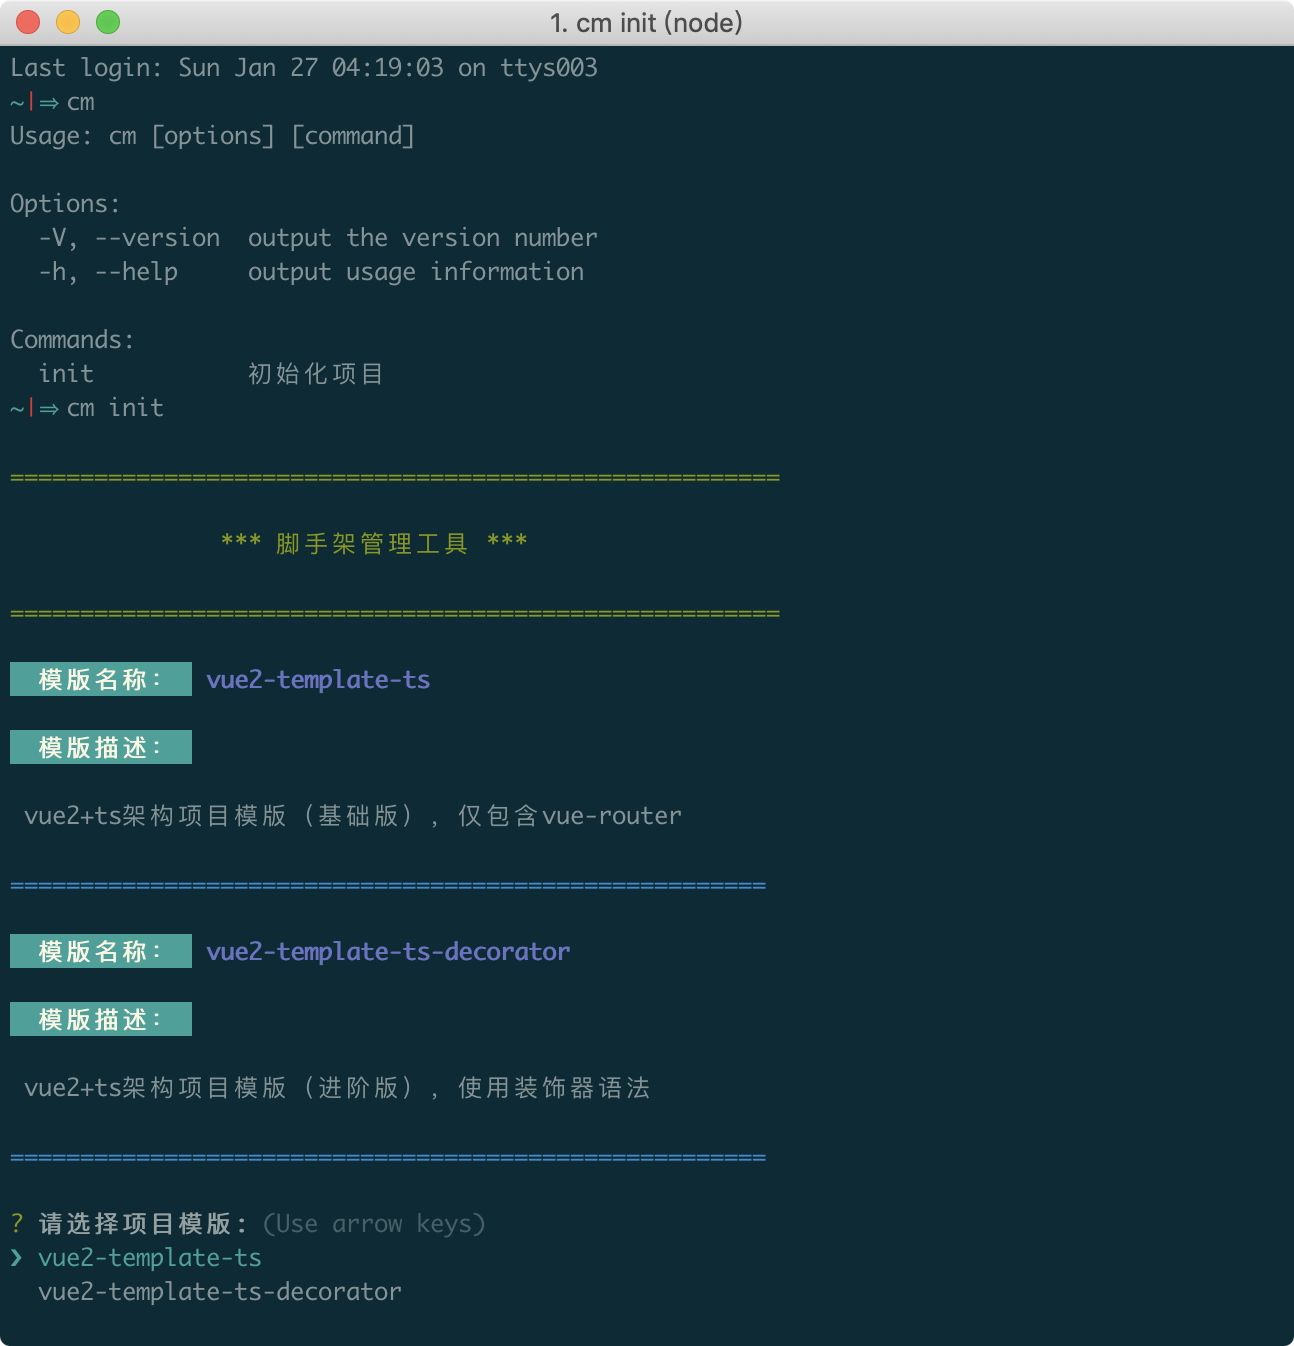 1. cm init (node)
Last login: Sun Jan 27 04:19:03 on ttys003
~|⇒ cm
Usage: cm [options] [command]
Options:
  -V, --version  output the version number
  -h, --help     output usage information
Commands:
  init           初始化项目
~|⇒ cm init
=======================================================
*** 脚手架管理工具 ***
=======================================================
模版名称： vue2-template-ts
模版描述：
vue2+ts架构项目模版（基础版），仅包含vue-router
======================================================
模版名称： vue2-template-ts-decorator
模版描述：
vue2+ts架构项目模版（进阶版），使用装饰器语法
======================================================
? 请选择项目模版: (Use arrow keys)
❯ vue2-template-ts
  vue2-template-ts-decorator